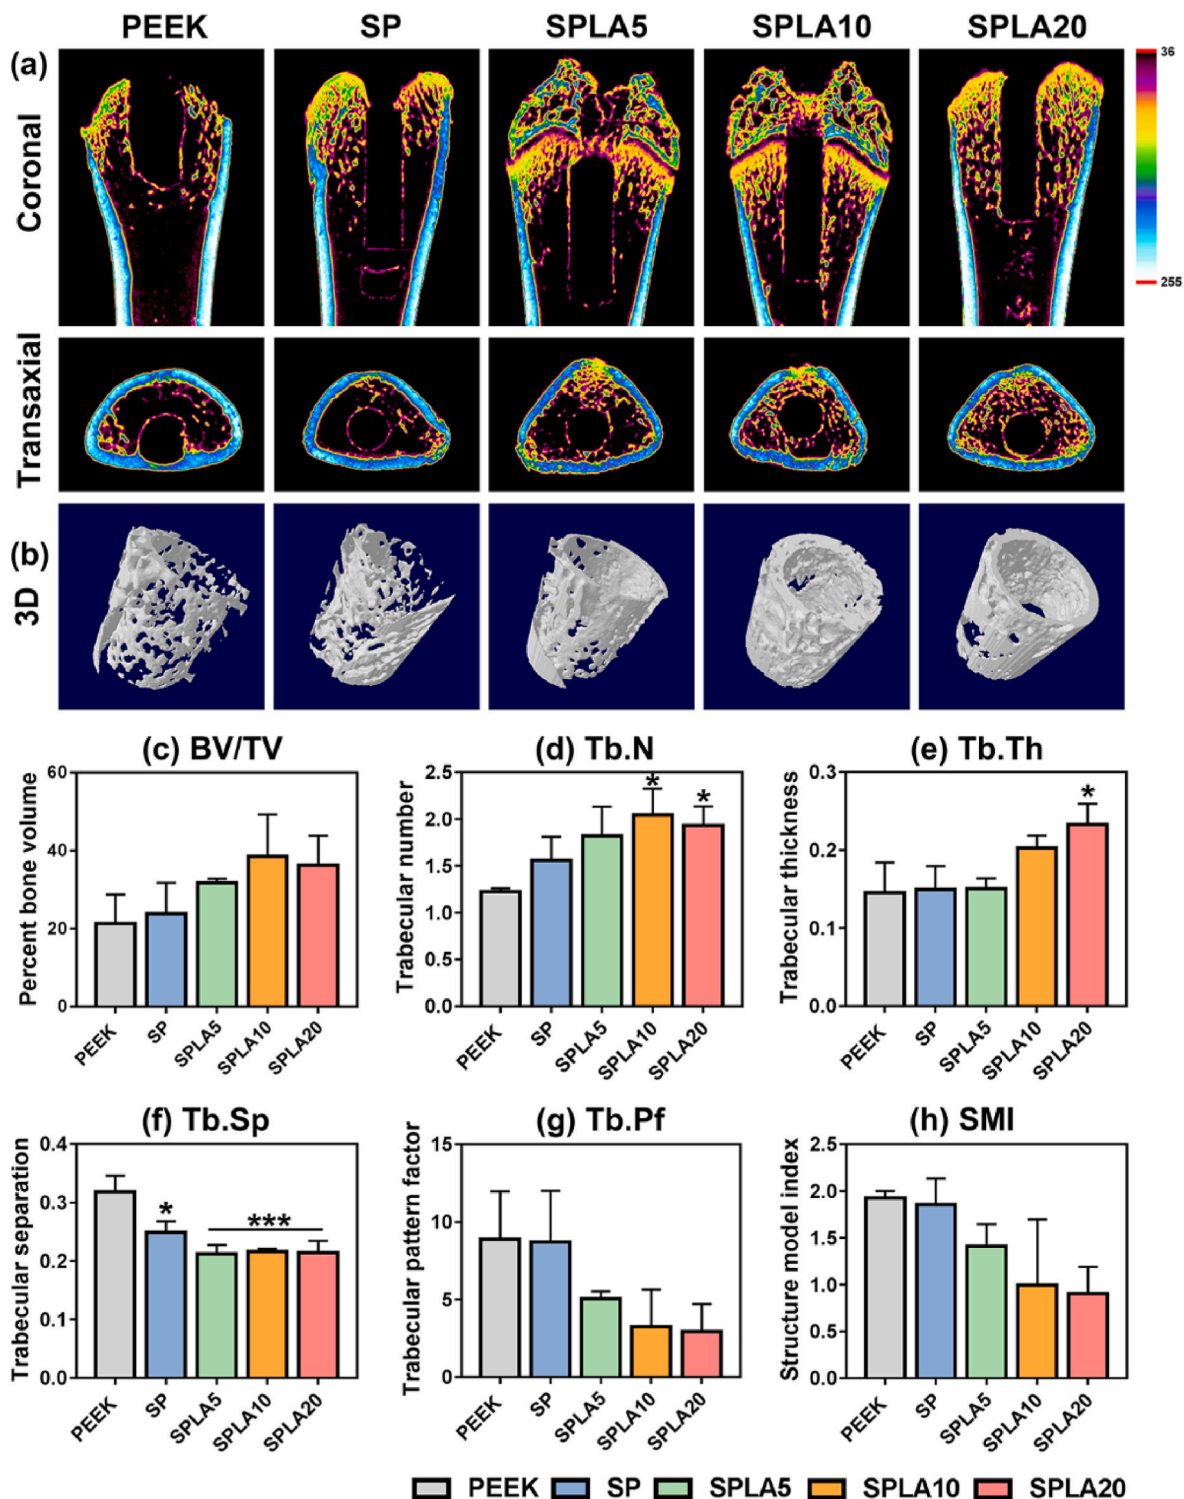 PEEK SP SPLA5 SPLA10 SPLA20
(a)
Coronal
36
255
Transaxial
(b)
3D
(c) BV/TV
Percent bone volume
60
40
20
0
PEEK
SP
SPLA5
SPLA10
SPLA20
(d) Tb.N
Trabecular number
2.5
2.0
1.5
1.0
0.5
0.0
*
*
PEEK
SP
SPLA5
SPLA10
SPLA20
(e) Tb.Th
Trabecular thickness
0.3
0.2
0.1
0.0
*
PEEK
SP
SPLA5
SPLA10
SPLA20
(f) Tb.Sp
Trabecular separation
0.4
0.3
0.2
0.1
0.0
*
***
PEEK
SP
SPLA5
SPLA10
SPLA20
(g) Tb.Pf
Trabecular pattern factor
15
10
5
0
PEEK
SP
SPLA5
SPLA10
SPLA20
(h) SMI
Structure model index
2.5
2.0
1.5
1.0
0.5
0.0
PEEK
SP
SPLA5
SPLA10
SPLA20
PEEK SP SPLA5 SPLA10 SPLA20